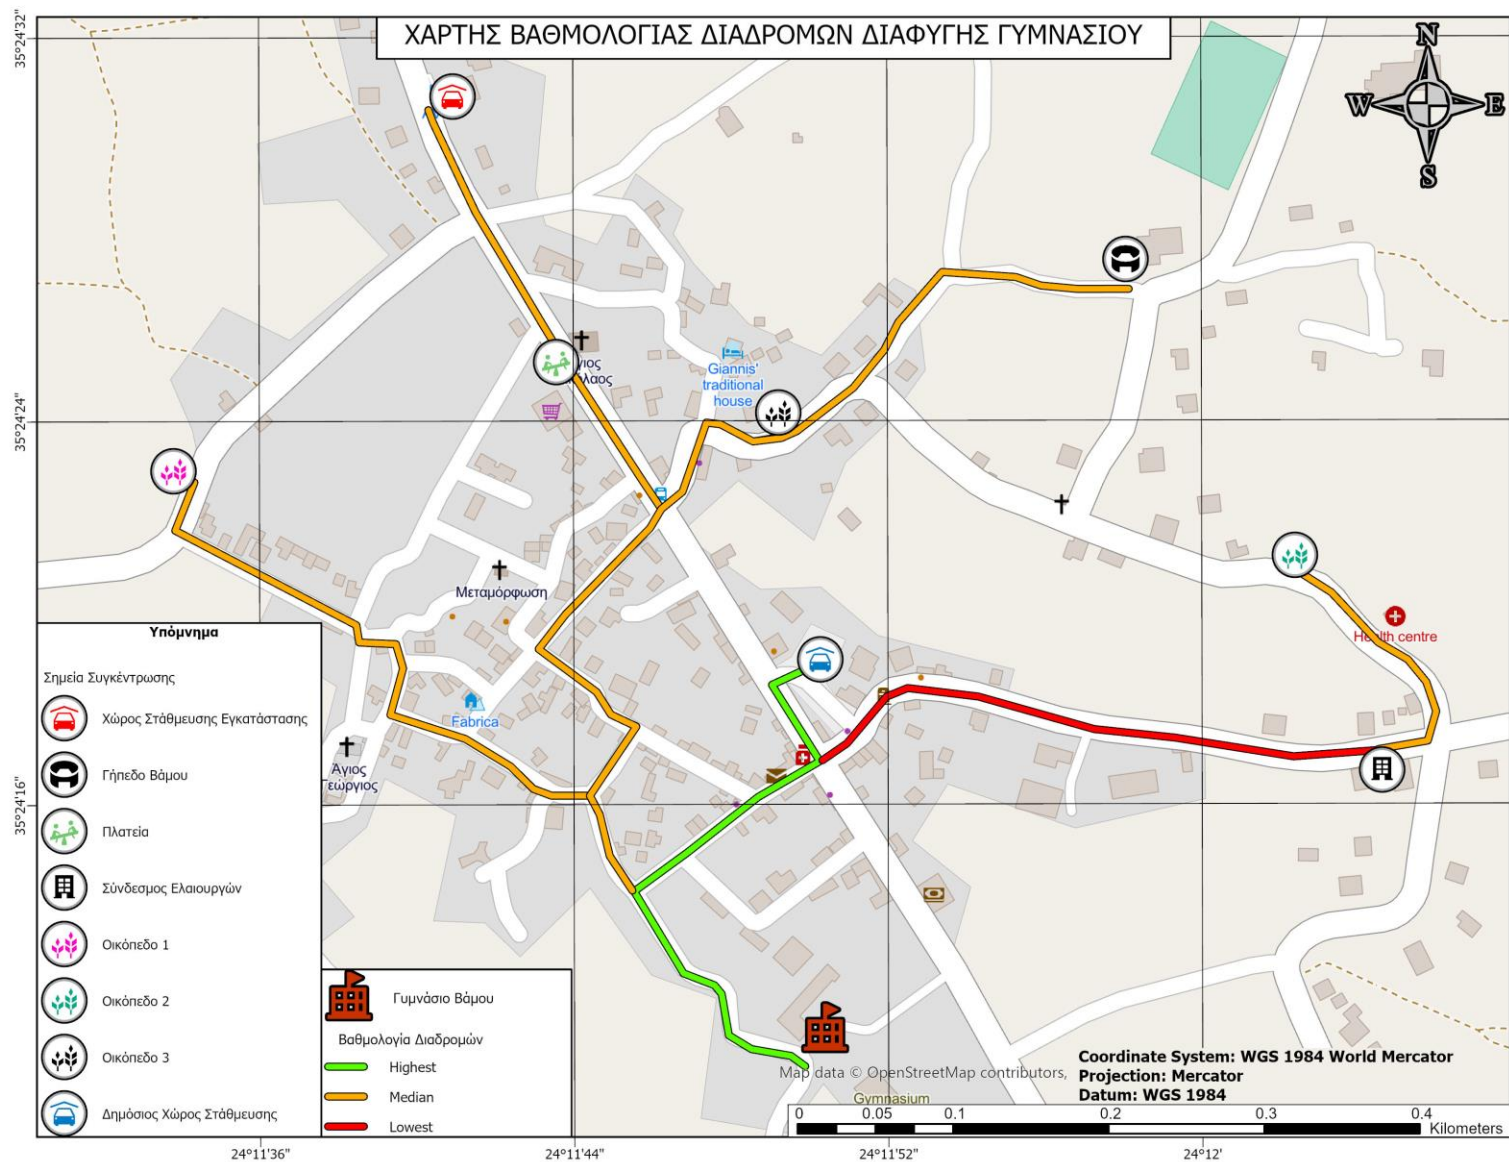 ΧΑΡΤΗΣ ΒΑΘΜΟΛΟΓΙΑΣ ΔΙΑΔΡΟΜΩΝ ΔΙΑΦΥΓΗΣ ΓΥΜΝΑΣΙΟΥ
N
W
E
S
35°24'32"
35°24'24"
35°24'16"
Giannis'
traditional
house
Μεταμόρφωση
Health centre
Fabrica
Άγιος
Γεώργιος
Υπόμνημα
Σημεία Συγκέντρωσης
Χώρος Στάθμευσης Εγκατάστασης
Γήπεδο Βάμου
Πλατεία
Σύνδεσμος Ελαιουργών
Οικόπεδο 1
Οικόπεδο 2
Οικόπεδο 3
Δημόσιος Χώρος Στάθμευσης
Γυμνάσιο Βάμου
Βαθμολογία Διαδρομών
Highest
Median
Lowest
Map data © OpenStreetMap contributors,
Gymnasium
Coordinate System: WGS 1984 World Mercator
Projection: Mercator
Datum: WGS 1984
0 0.05 0.1 0.2 0.3 0.4
Kilometers
24°11'36" 24°11'44" 24°11'52" 24°12'